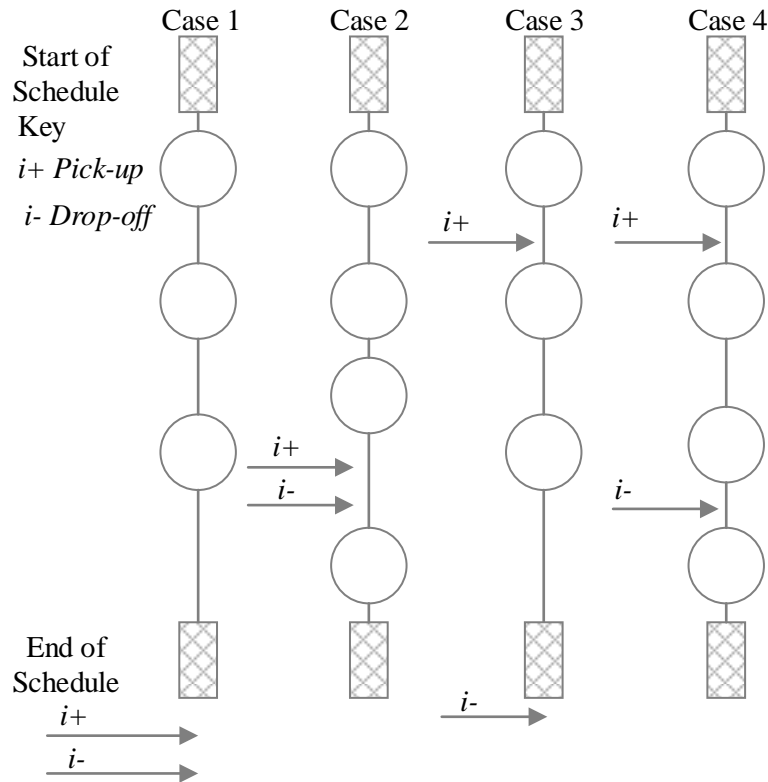 Case 1
Case 2
Case 3
Case 4
Start of
Schedule
Key
i+ Pick-up
i- Drop-off
i+
i+
i+
i-
i-
End of
Schedule
i-
i+
i-